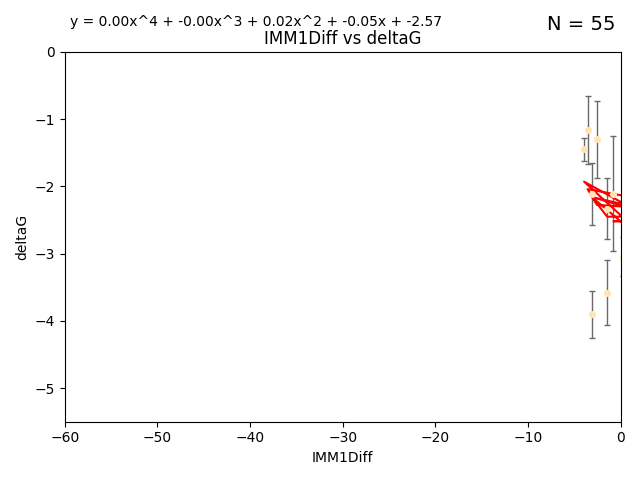 y = 0.00x^4 + -0.00x^3 + 0.02x^2 + -0.05x + -2.57
N = 55
IMM1Diff vs deltaG
0
−1
−2
−3
−4
−5
deltaG
−60
−50
−40
−30
−20
−10
0
IMM1Diff